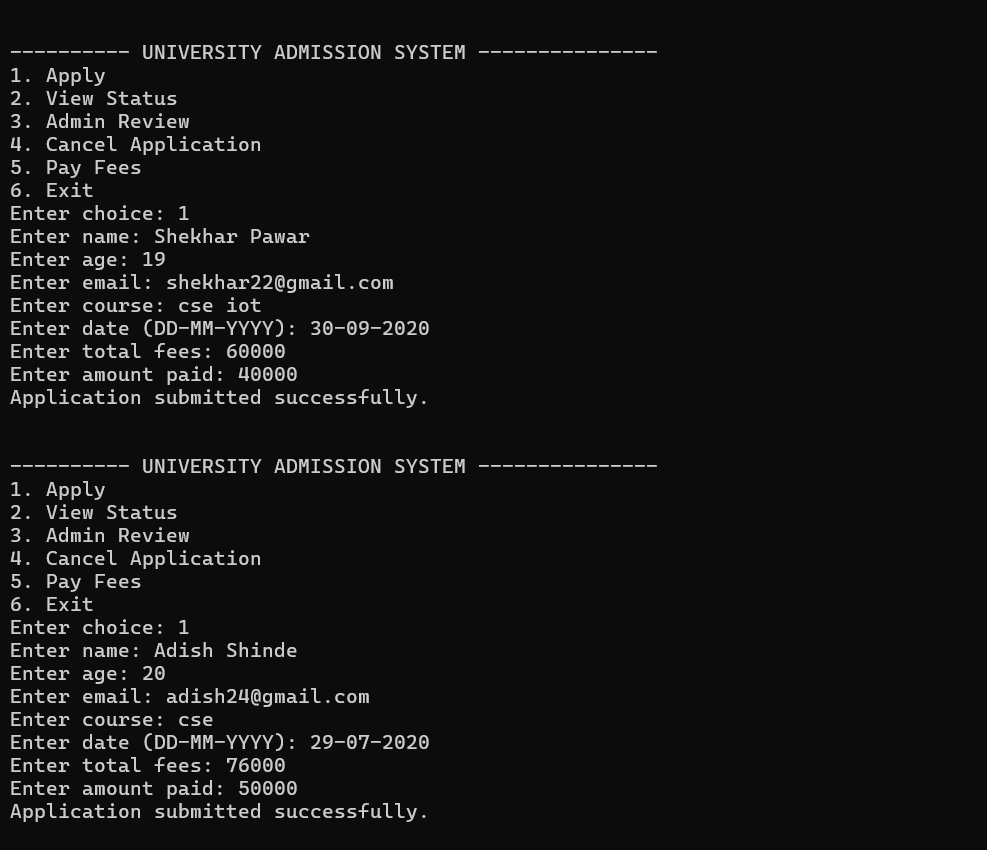 ---------- UNIVERSITY ADMISSION SYSTEM ---------------
1. Apply
2. View Status
3. Admin Review
4. Cancel Application
5. Pay Fees
6. Exit
Enter choice: 1
Enter name: Shekhar Pawar
Enter age: 19
Enter email: shekhar22@gmail.com
Enter course: cse iot
Enter date (DD-MM-YYYY): 30-09-2020
Enter total fees: 60000
Enter amount paid: 40000
Application submitted successfully.
---------- UNIVERSITY ADMISSION SYSTEM ---------------
1. Apply
2. View Status
3. Admin Review
4. Cancel Application
5. Pay Fees
6. Exit
Enter choice: 1
Enter name: Adish Shinde
Enter age: 20
Enter email: adish24@gmail.com
Enter course: cse
Enter date (DD-MM-YYYY): 29-07-2020
Enter total fees: 76000
Enter amount paid: 50000
Application submitted successfully.